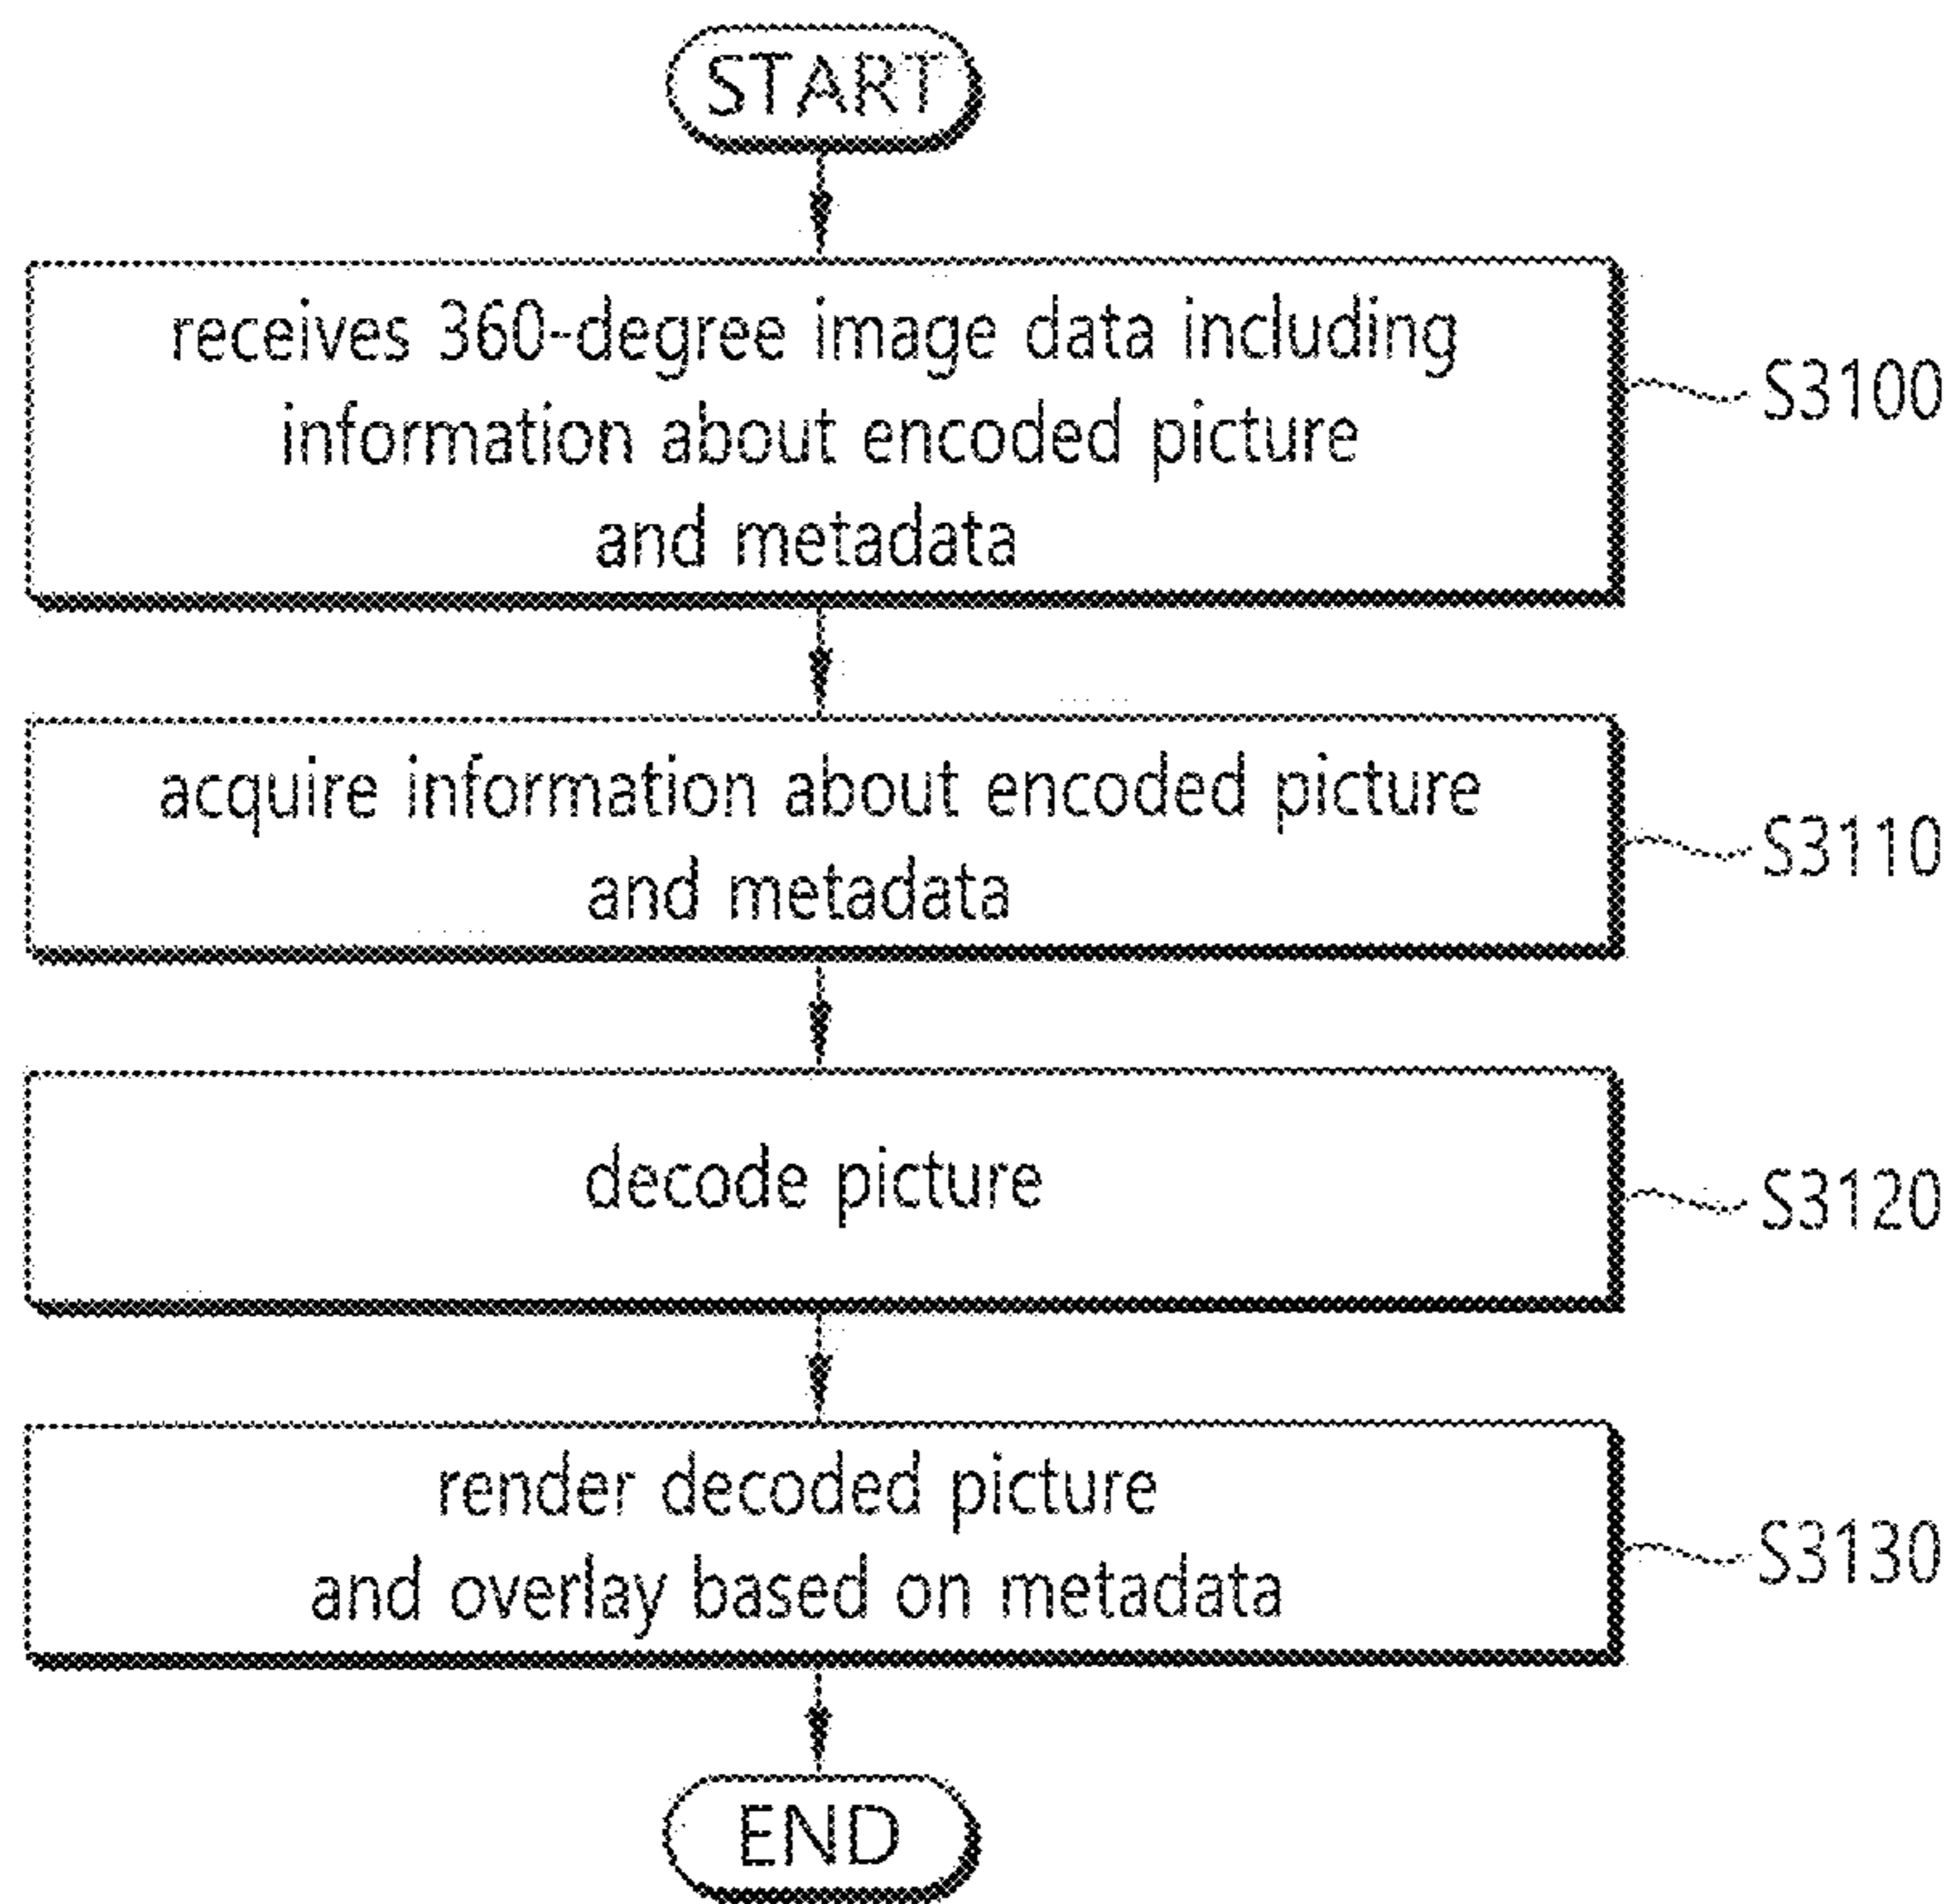 START
receives 360-degree image data including
information about encoded picture
and metadata
S3100
acquire information about encoded picture
and metadata
S3110
decode picture
S3120
render decoded picture
and overlay based on metadata
S3130
END